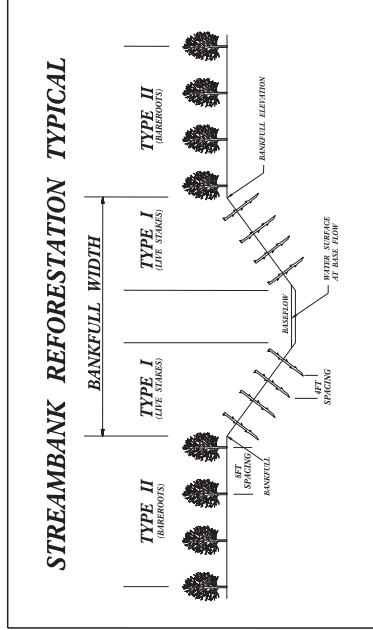 STREAMBANK REFORESTATION TYPICAL
BANKFULL WIDTH
TYPE II
(BAREROOTS)
TYPE I
(LIVE STAKES)
TYPE I
(LIVE STAKES)
TYPE II
(BAREROOTS)
8FT
SPACING
BANKFULL
4FT
SPACING
BASEFLOW
WATER SURFACE
AT BASE FLOW
BANKFULL ELEVATION